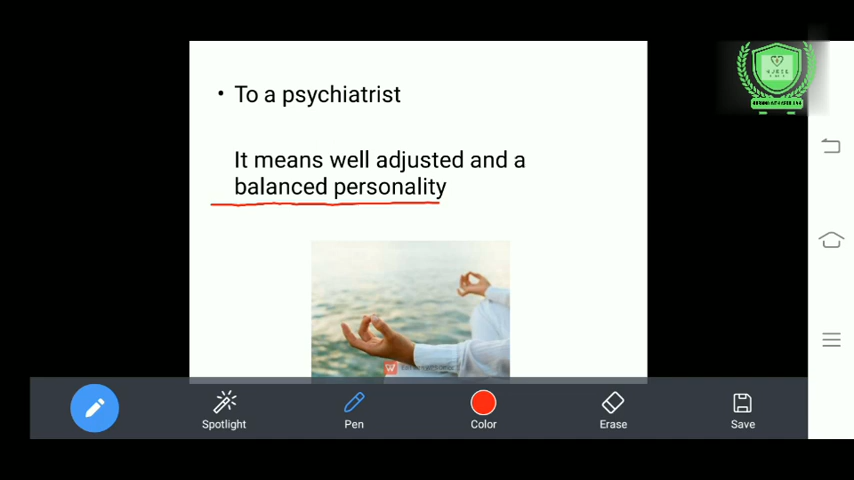 • To a psychiatrist
It means well adjusted and a
balanced personality
Spotlight
Pen
Color
Erase
Save